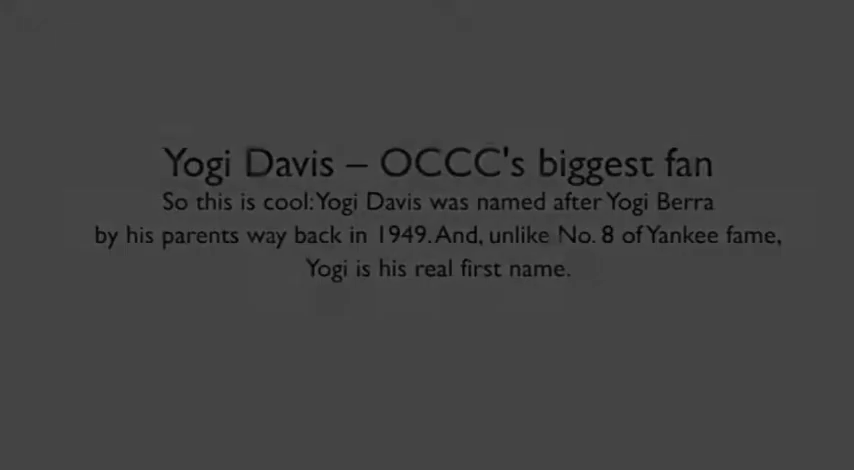 Yogi Davis – OCCC's biggest fan
So this is cool: Yogi Davis was named after Yogi Berra
by his parents way back in 1949. And, unlike No. 8 of Yankee fame,
Yogi is his real first name.